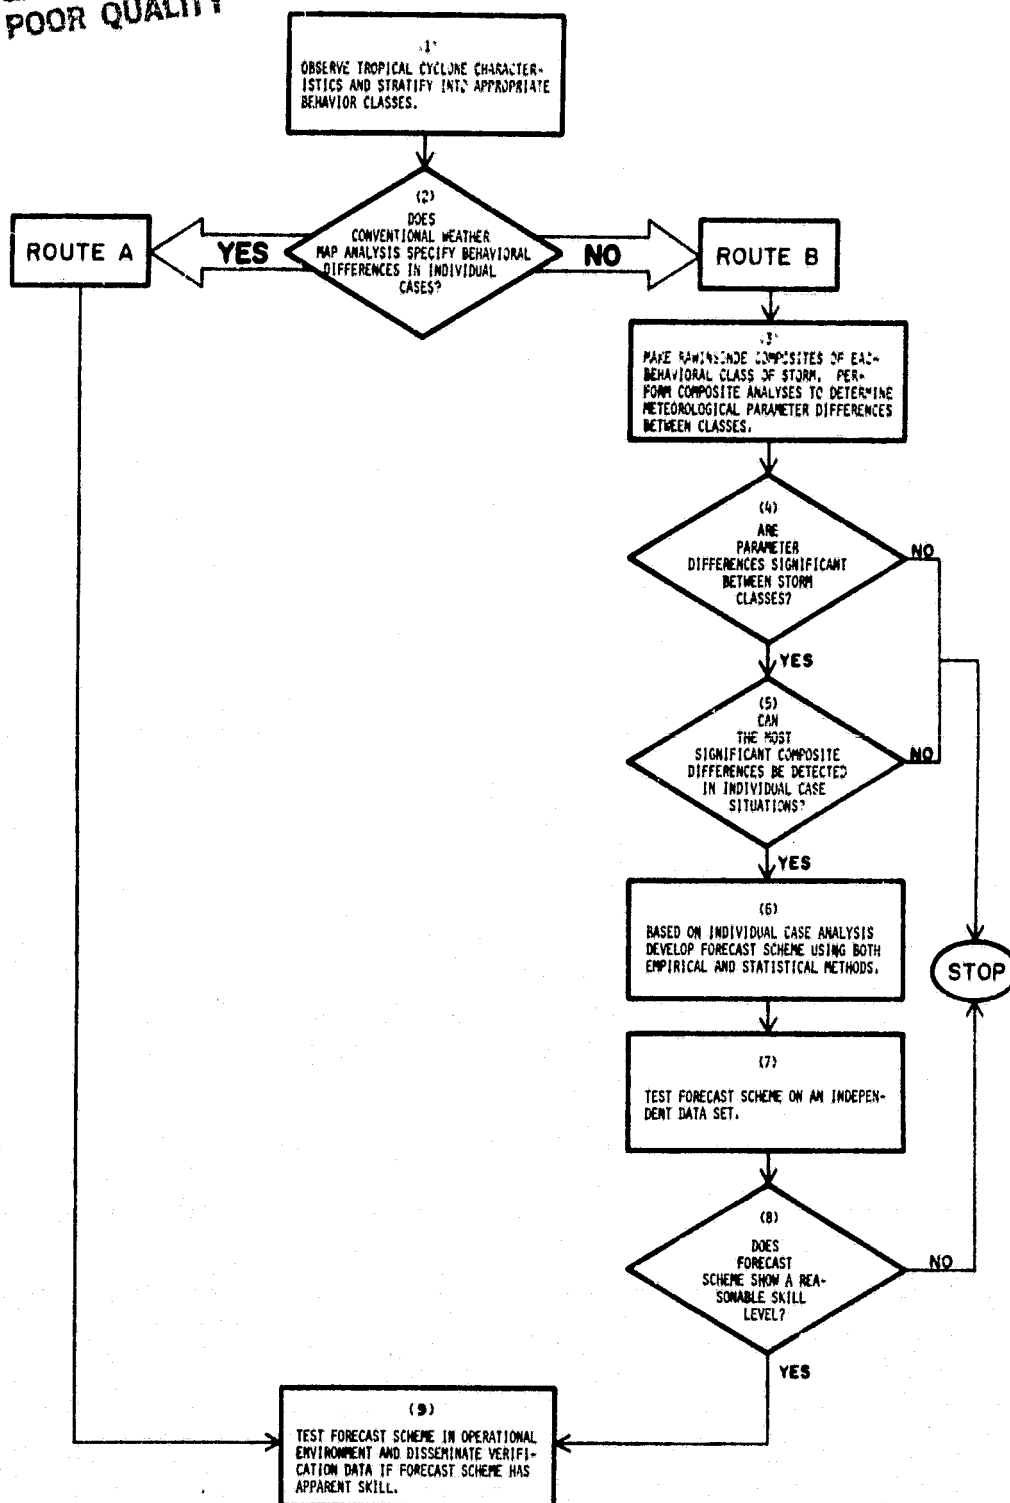 POOR QUALITY
(1)
OBSERVE TROPICAL CYCLONE CHARACTER-
ISTICS AND STRATIFY INTO APPROPRIATE
BEHAVIOR CLASSES.
(2)
DOES
CONVENTIONAL WEATHER
MAP ANALYSIS SPECIFY BEHAVIORAL
DIFFERENCES IN INDIVIDUAL
CASES?
YES
ROUTE A
NO
ROUTE B
(3)
MAKE RAWINSONDE COMPOSITES OF EACH
BEHAVIORAL CLASS OF STORM. PER-
FORM COMPOSITE ANALYSES TO DETERMINE
METEOROLOGICAL PARAMETER DIFFERENCES
BETWEEN CLASSES.
(4)
ARE
PARAMETER
DIFFERENCES SIGNIFICANT
BETWEEN STORM
CLASSES?
NO
YES
(5)
CAN
THE MOST
SIGNIFICANT COMPOSITE
DIFFERENCES BE DETECTED
IN INDIVIDUAL CASE
SITUATIONS?
NO
YES
(6)
BASED ON INDIVIDUAL CASE ANALYSIS
DEVELOP FORECAST SCHEME USING BOTH
EMPIRICAL AND STATISTICAL METHODS.
STOP
(7)
TEST FORECAST SCHEME ON AN INDEPEN-
DENT DATA SET.
(8)
DOES
FORECAST
SCHEME SHOW A REA-
SONABLE SKILL
LEVEL?
NO
YES
(9)
TEST FORECAST SCHEME IN OPERATIONAL
ENVIRONMENT AND DISSEMINATE VERIFI-
CATION DATA IF FORECAST SCHEME HAS
APPARENT SKILL.